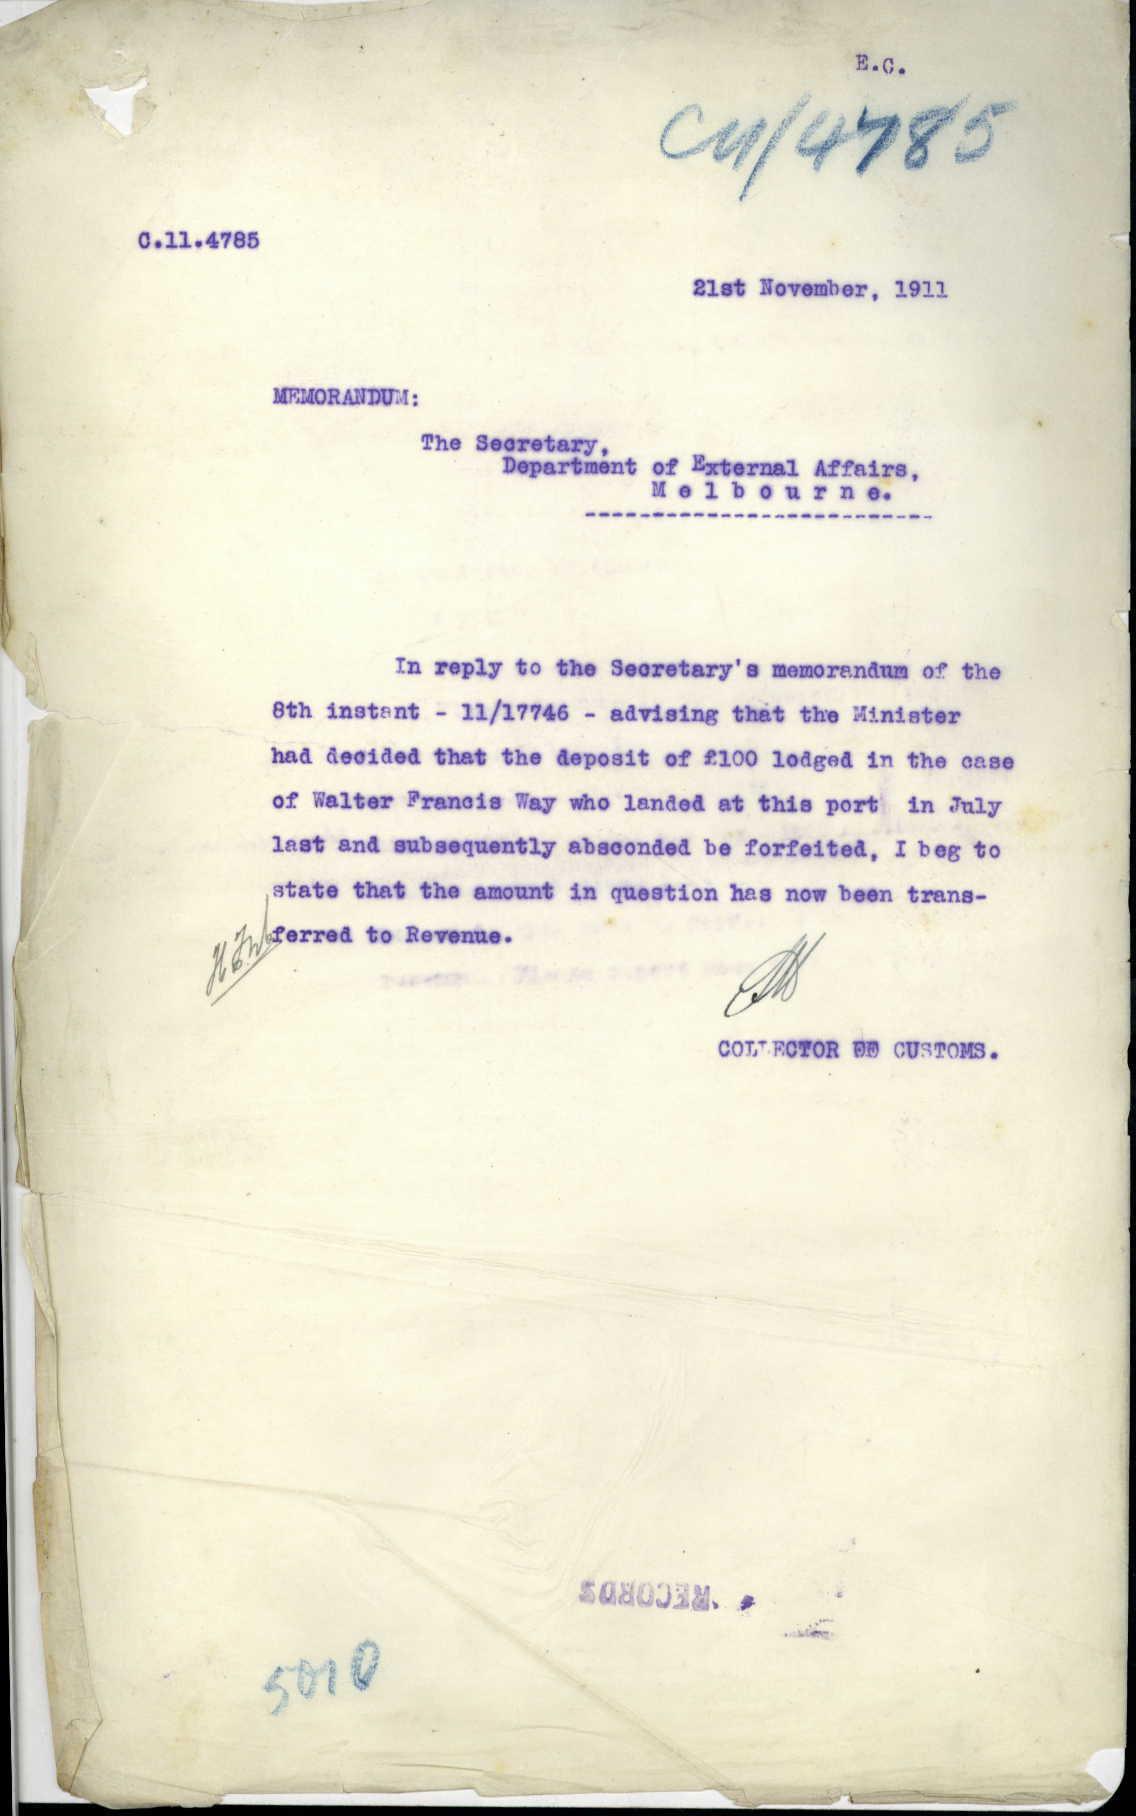 E.C.
C11/4785
C.11.4785
21st November, 1911
MEMORANDUM:
The Secretary,
Department of External Affairs,
Melbourne.
--------------------------
In reply to the Secretary's memorandum of the
8th instant - 11/17746 - advising that the Minister
had decided that the deposit of £100 lodged in the case
of Walter Francis Way who landed at this port in July
last and subsequently absconded be forfeited, I beg to
state that the amount in question has now been trans-
ferred to Revenue.
COLLECTOR OF CUSTOMS.
RECORDS
5010